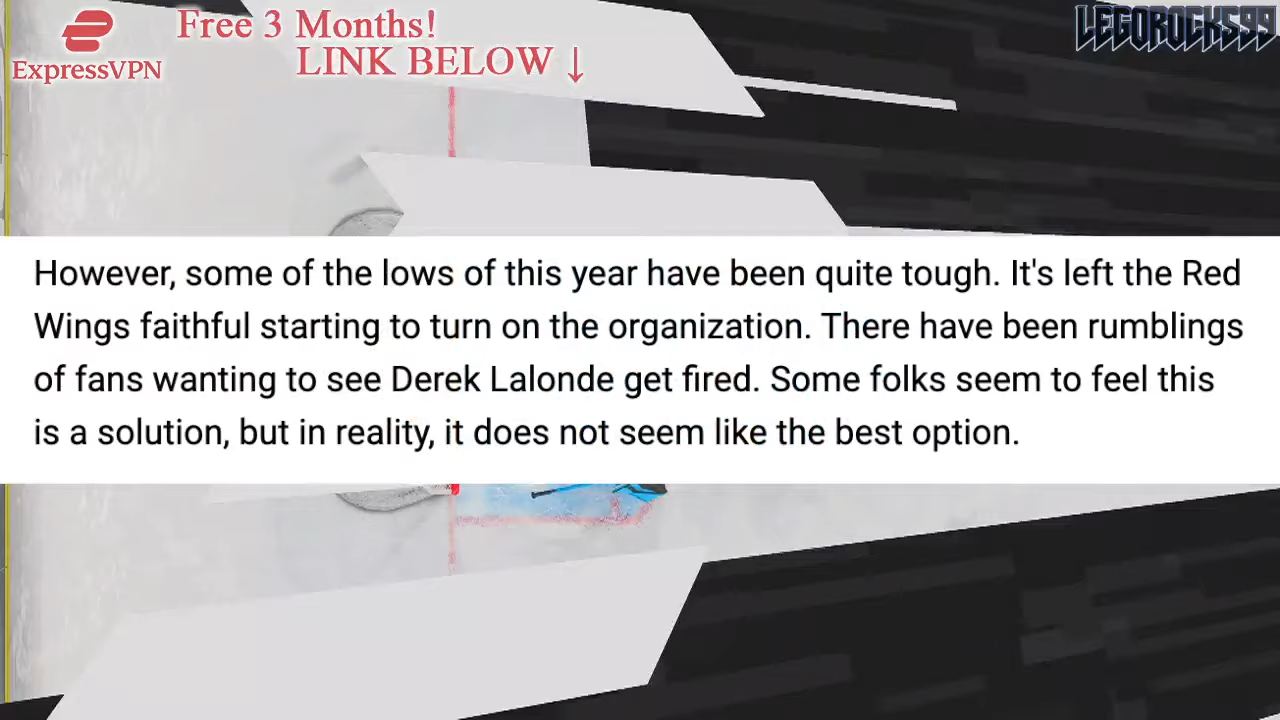 Free 3 Months!
LINK BELOW ↓
ExpressVPN
LEGOROCKS99
However, some of the lows of this year have been quite tough. It's left the Red
Wings faithful starting to turn on the organization. There have been rumblings
of fans wanting to see Derek Lalonde get fired. Some folks seem to feel this
is a solution, but in reality, it does not seem like the best option.